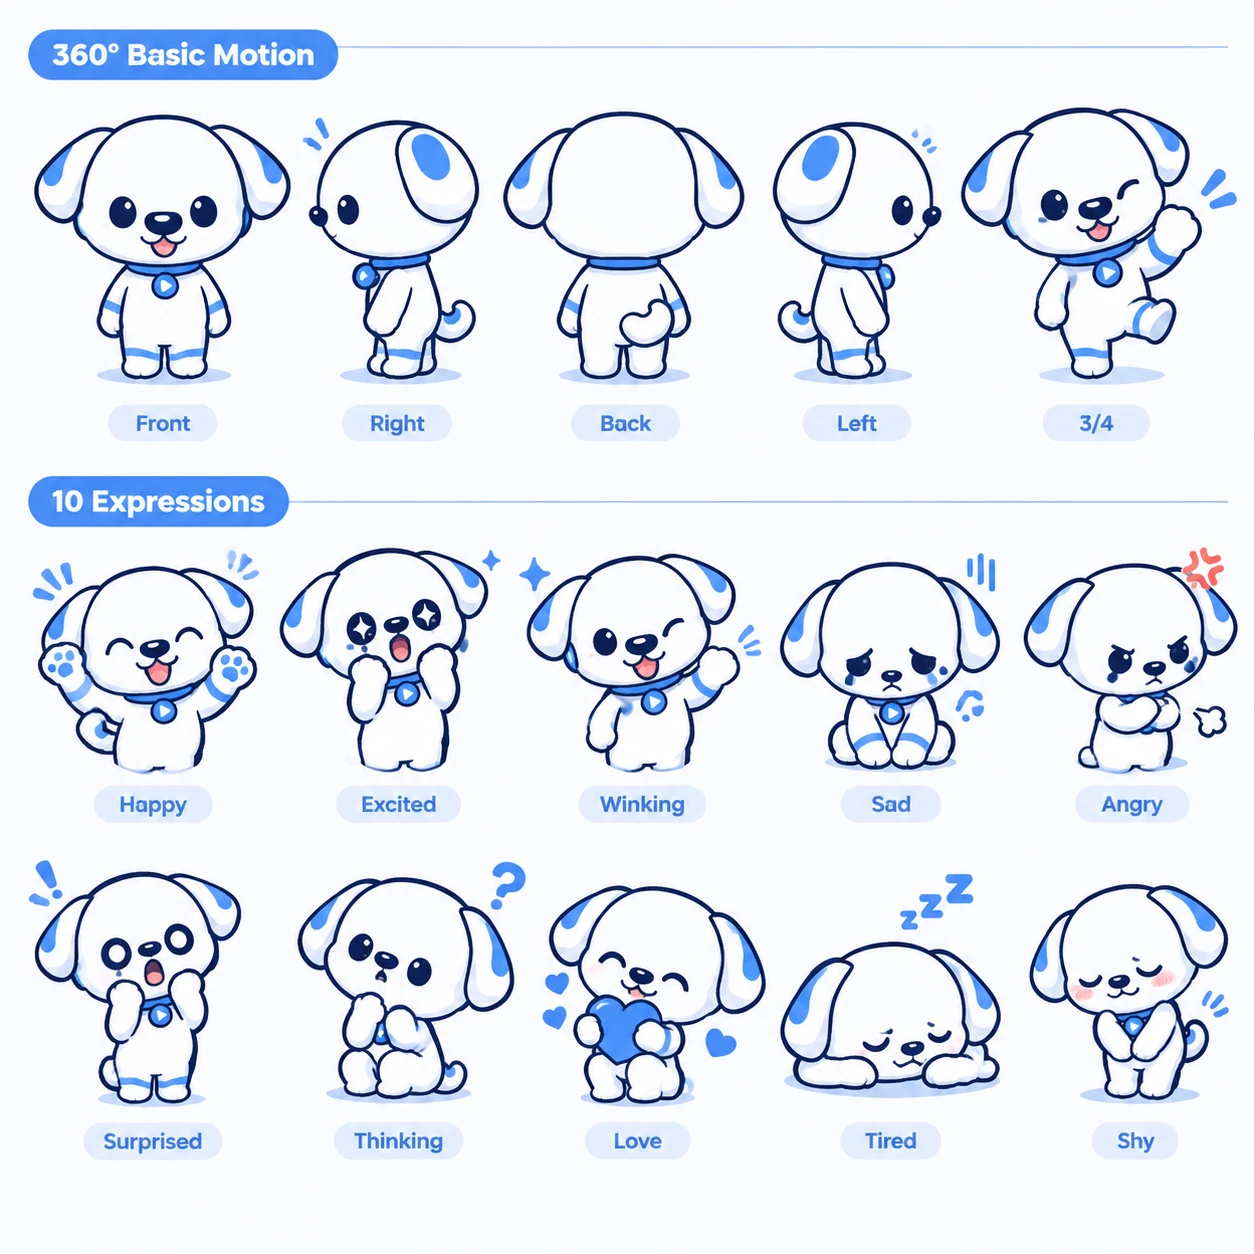 360° Basic Motion
Front
Right
Back
Left
3/4
10 Expressions
Happy
Excited
Winking
Sad
Angry
?
z z z
Surprised
Thinking
Love
Tired
Shy